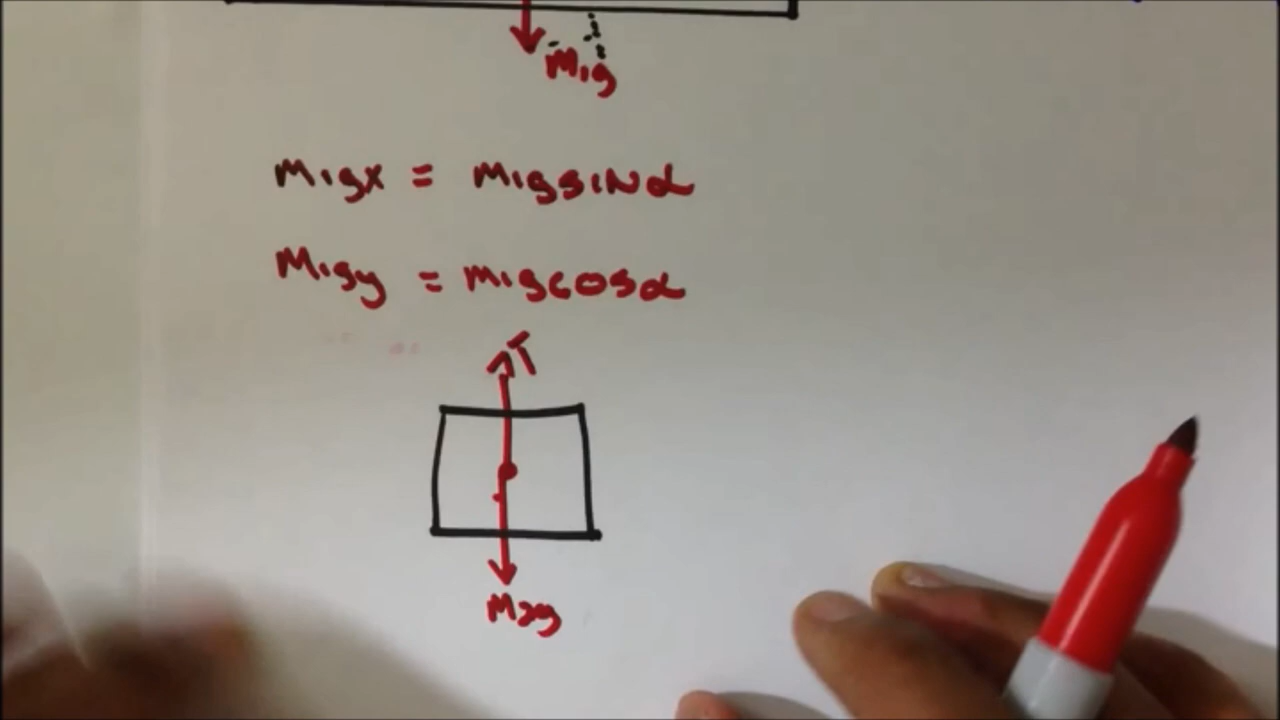 m1g
m1gx = m1gsinα
m1gy = m1gcosα
T
m2g